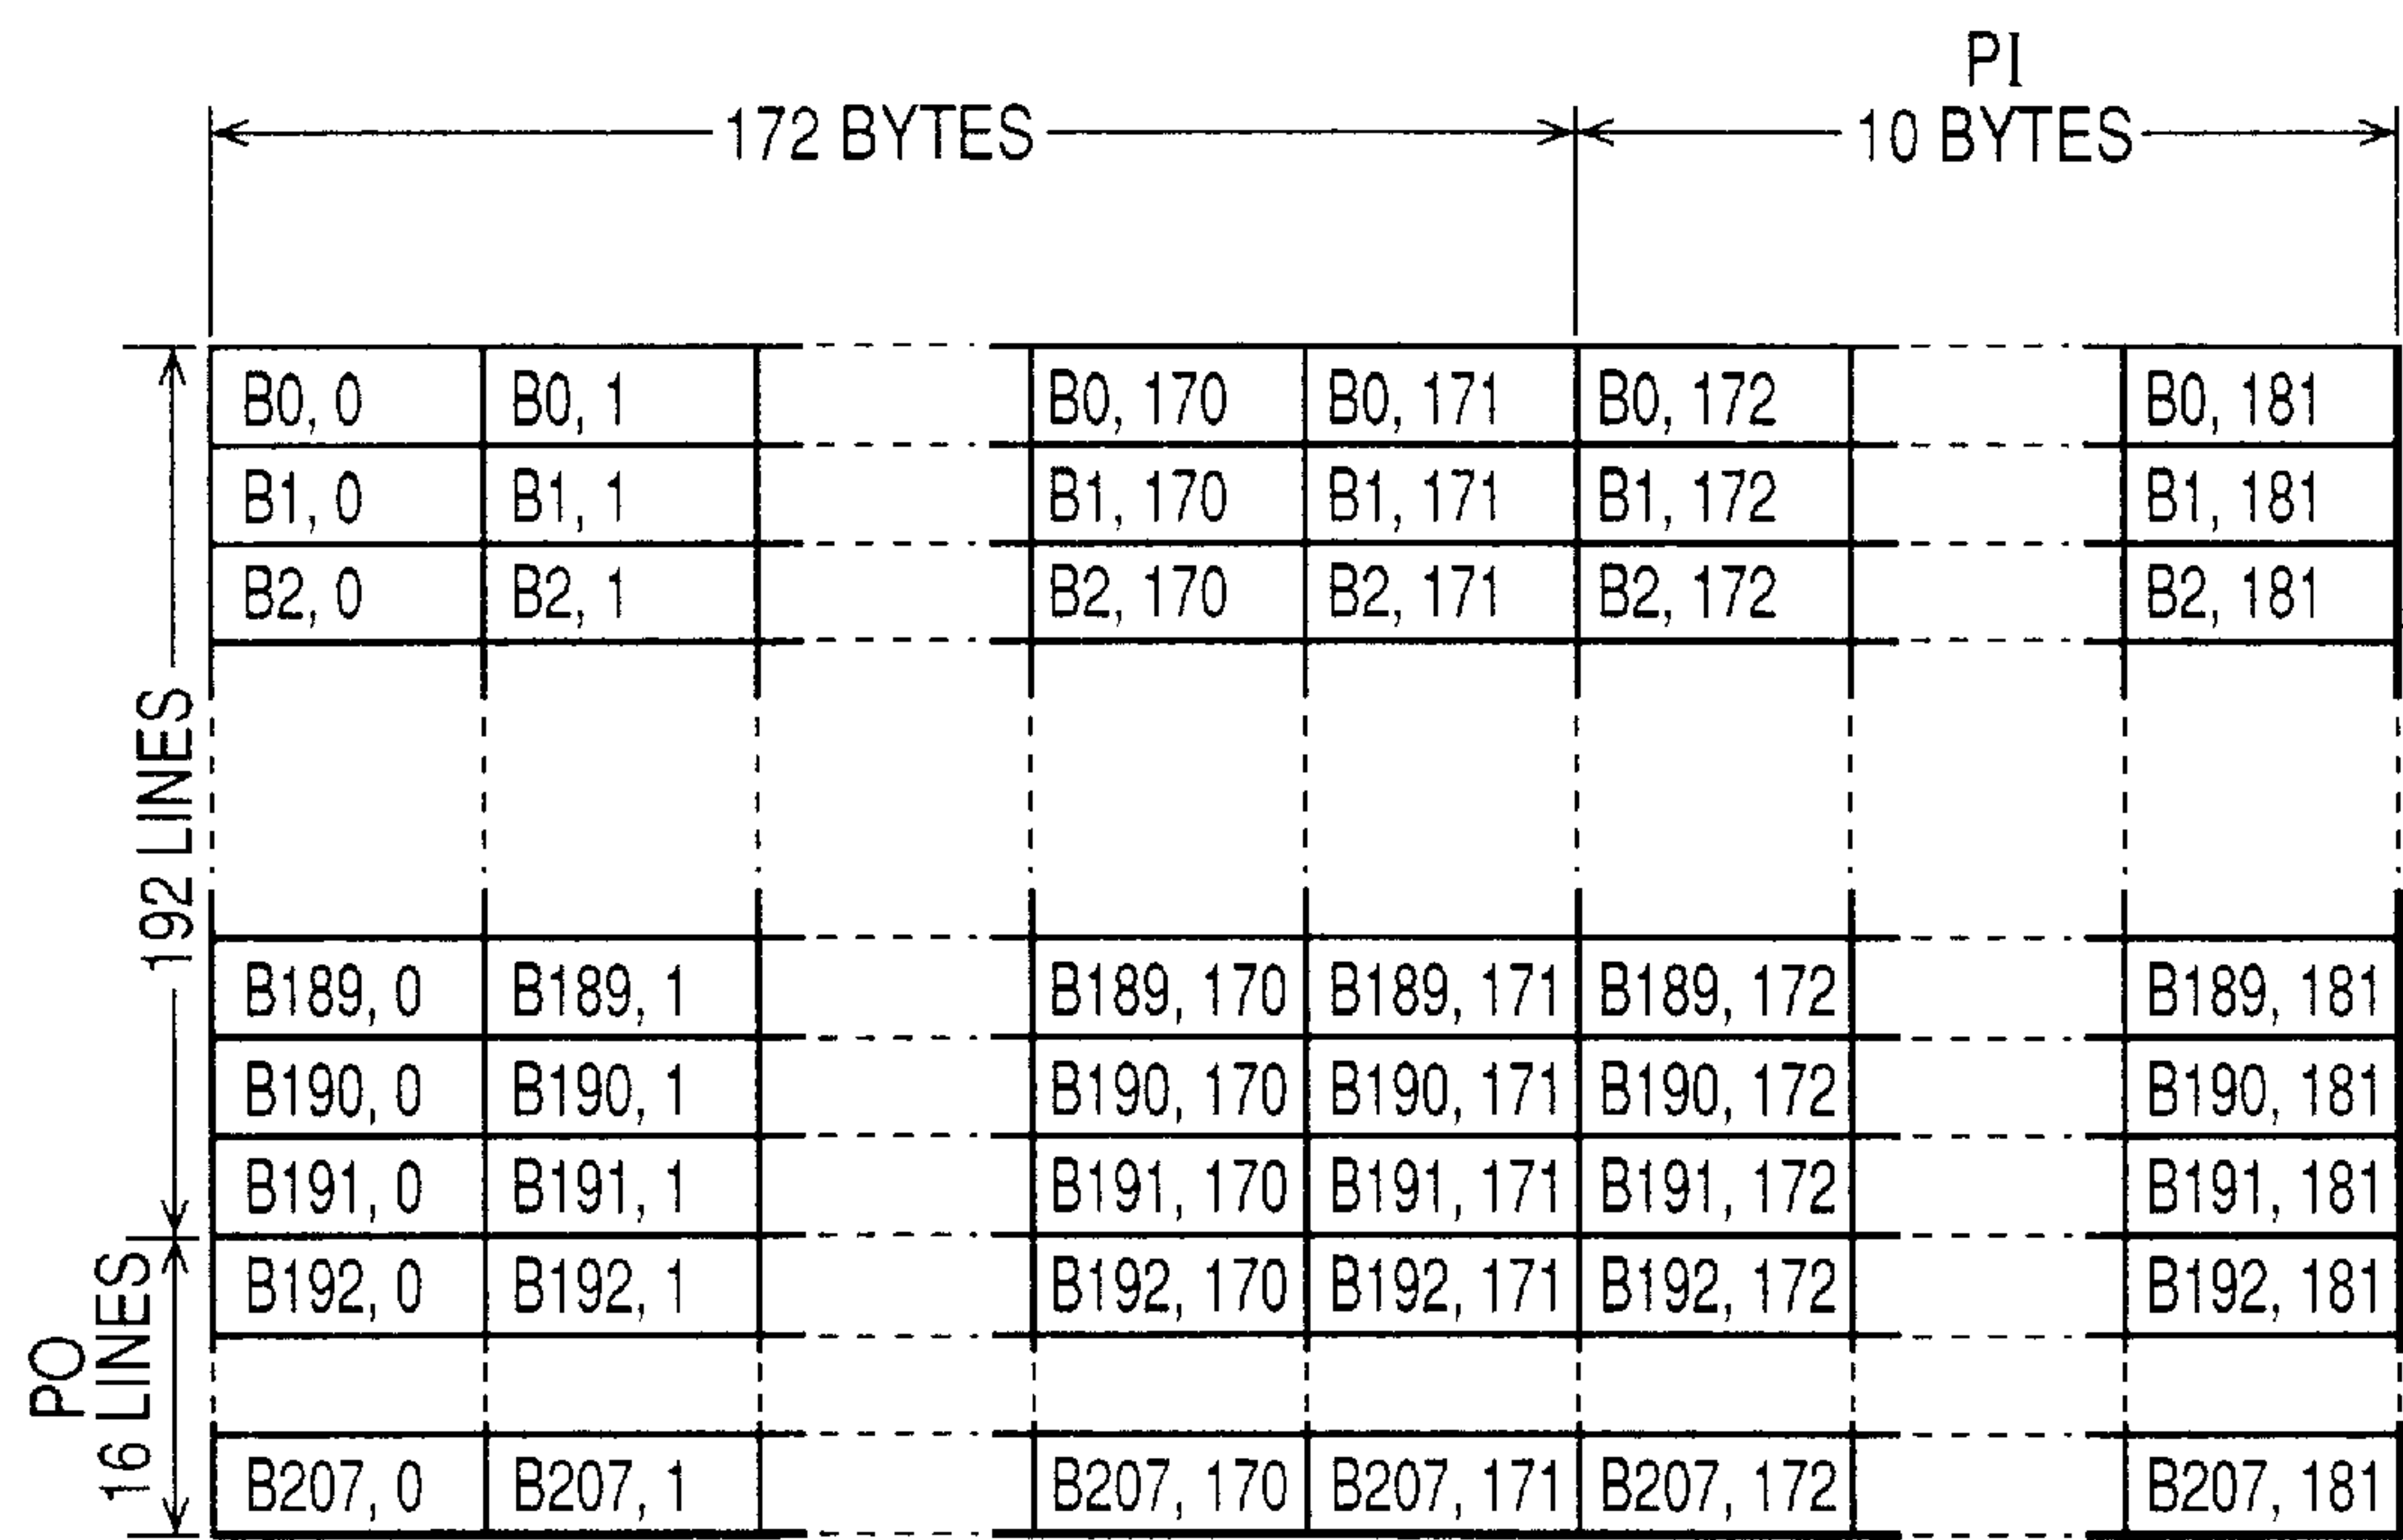 PI
172 BYTES
10 BYTES
B0, 0 B0, 1 B0, 170 B0, 171 B0, 172 B0, 181
B1, 0 B1, 1 B1, 170 B1, 171 B1, 172 B1, 181
B2, 0 B2, 1 B2, 170 B2, 171 B2, 172 B2, 181
192 LINES
B189, 0 B189, 1 B189, 170 B189, 171 B189, 172 B189, 181
B190, 0 B190, 1 B190, 170 B190, 171 B190, 172 B190, 181
B191, 0 B191, 1 B191, 170 B191, 171 B191, 172 B191, 181
B192, 0 B192, 1 B192, 170 B192, 171 B192, 172 B192, 181
PO
16 LINES
B207, 0 B207, 1 B207, 170 B207, 171 B207, 172 B207, 181